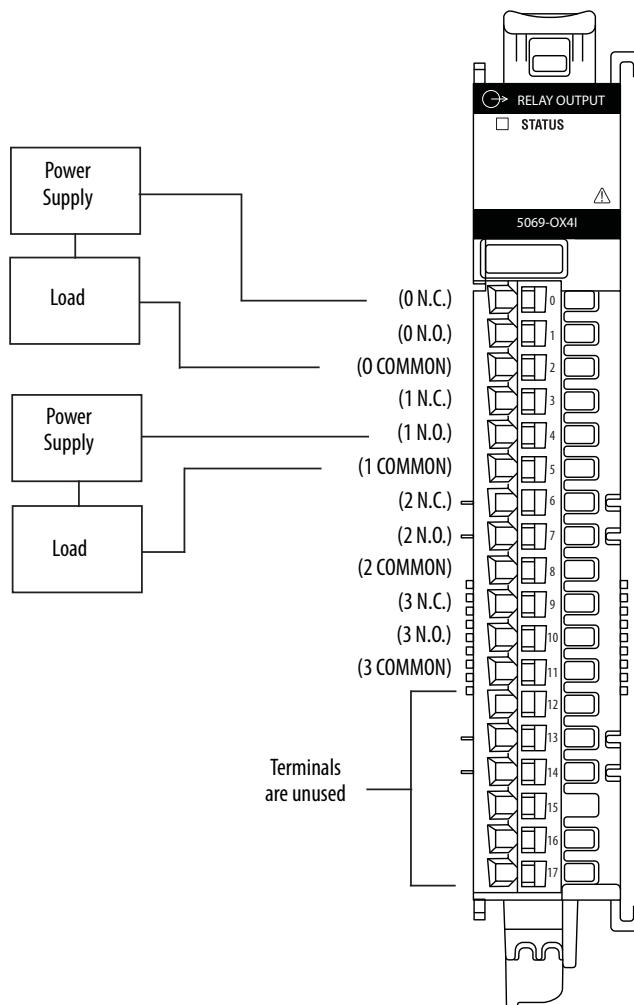 RELAY OUTPUT
STATUS
5069-OX4I
Power
Supply
Load
Power
Supply
Load
(0 N.C.)
(0 N.O.)
(0 COMMON)
(1 N.C.)
(1 N.O.)
(1 COMMON)
(2 N.C.)
(2 N.O.)
(2 COMMON)
(3 N.C.)
(3 N.O.)
(3 COMMON)
Terminals
are unused
0
1
2
3
4
5
6
7
8
9
10
11
12
13
14
15
16
17